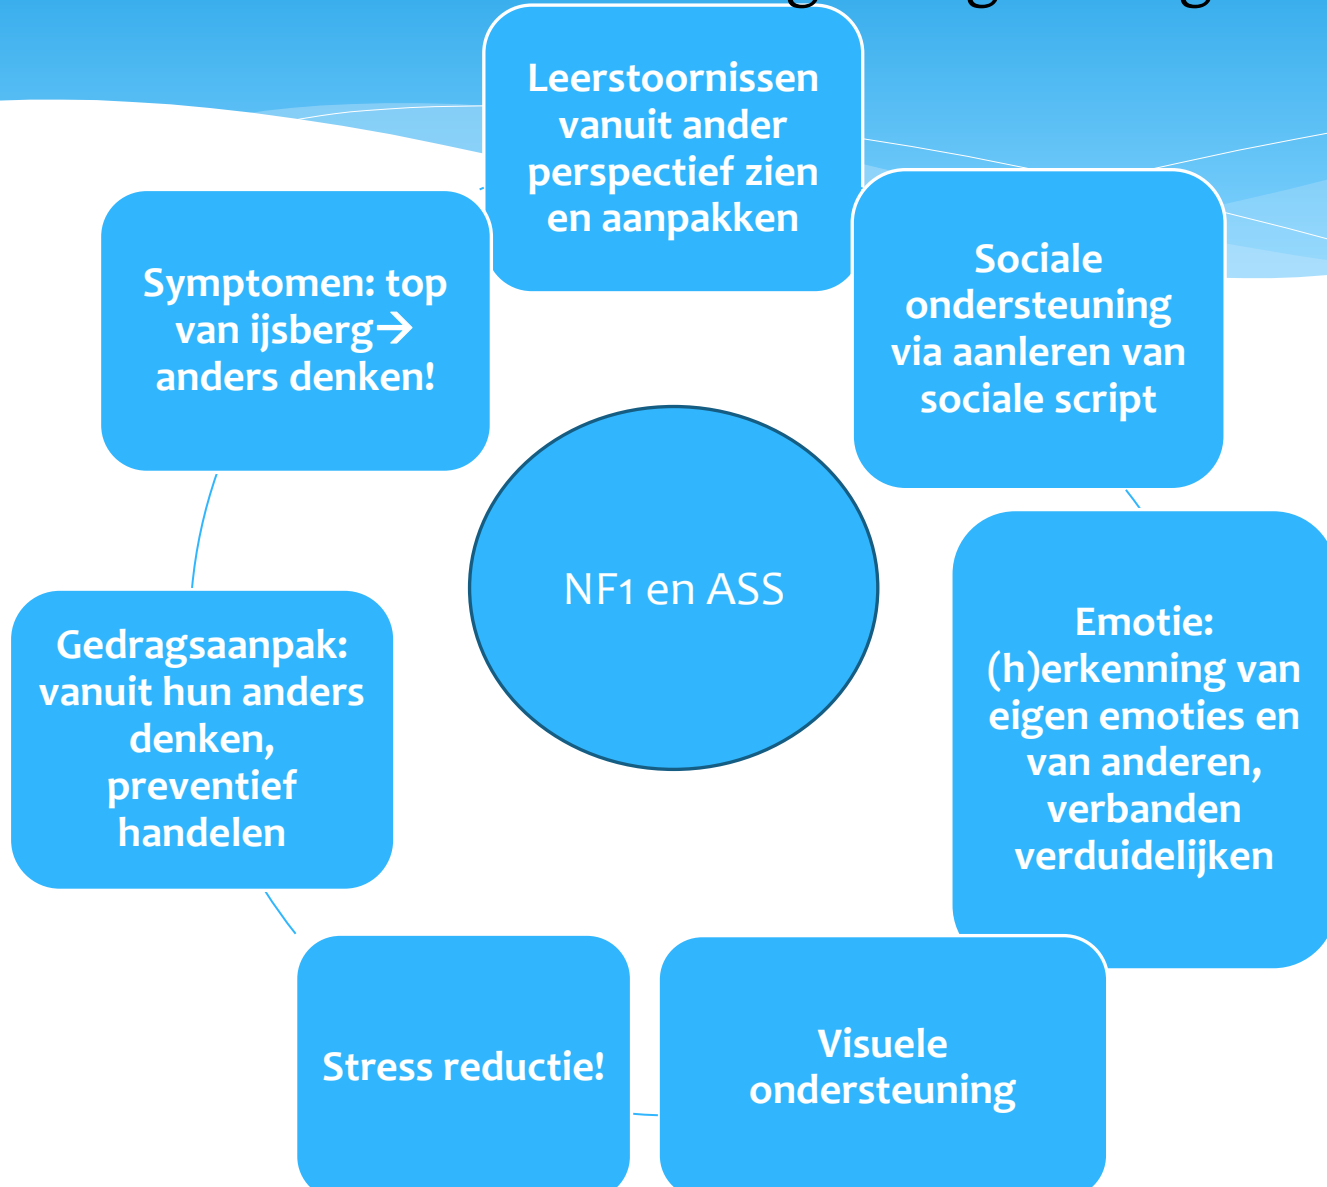 Leerstoornissen
vanuit ander
perspectief zien
en aanpakken
Sociale
ondersteuning
via aanleren van
sociale script
Emotie:
(h)erkenning van
eigen emoties en
van anderen,
verbanden
verduidelijken
Visuele
ondersteuning
Stress reductie!
Gedragsaanpak:
vanuit hun anders
denken,
preventief
handelen
Symptomen: top
van ijsberg→
anders denken!
NF1 en ASS